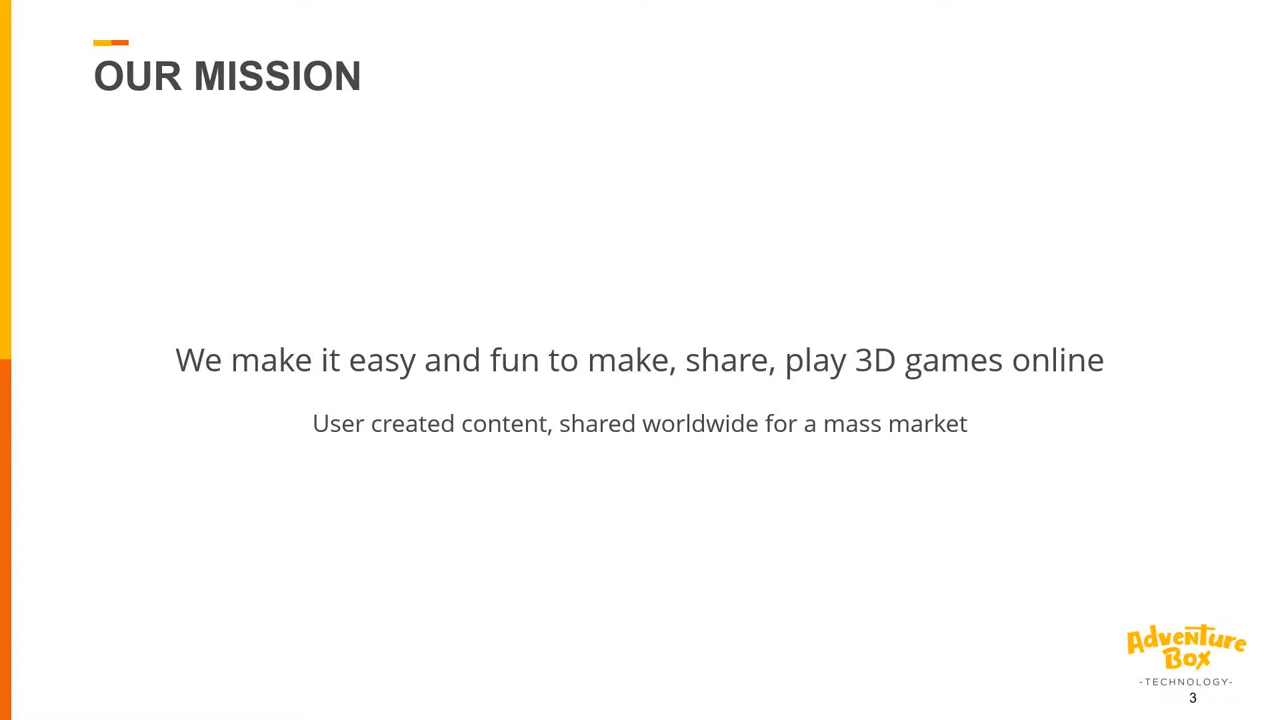 OUR MISSION
We make it easy and fun to make, share, play 3D games online
User created content, shared worldwide for a mass market
Adventure
Box
-TECHNOLOGY-
3